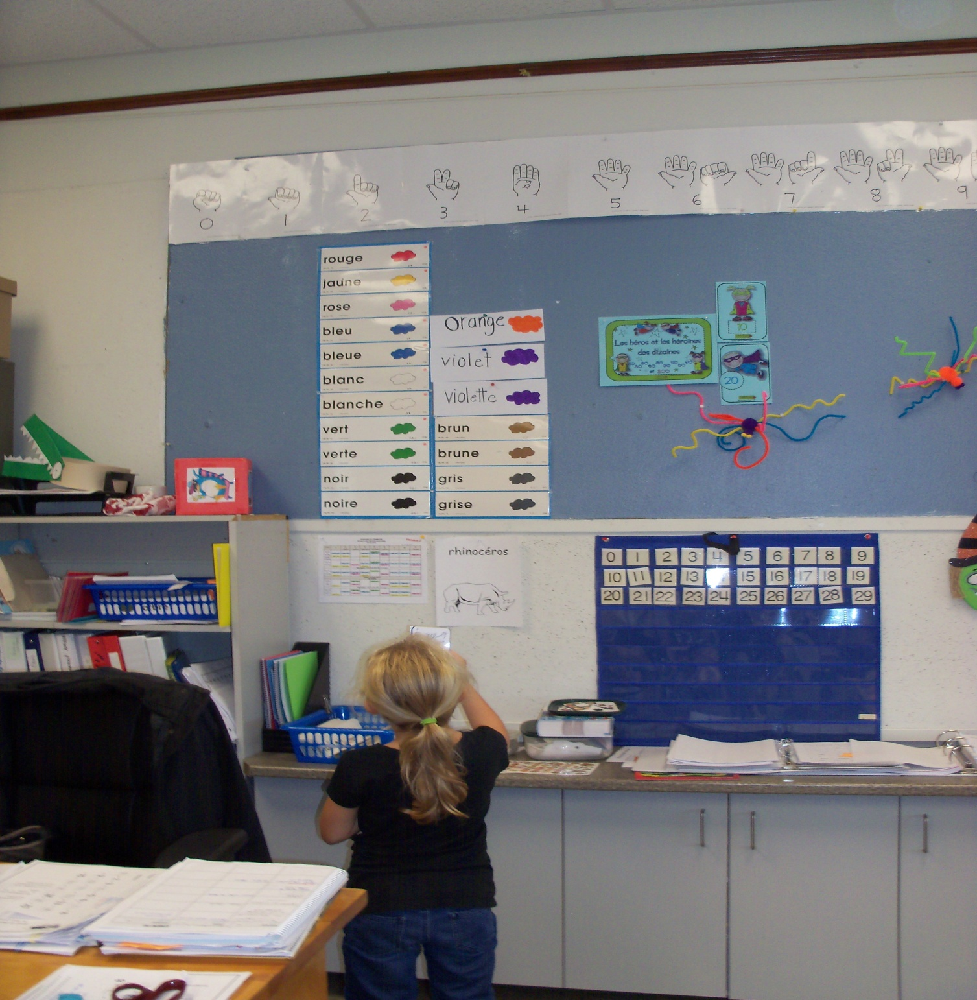 0 1 2 3 4 5 6 7 8 9
rouge
jaune
rose
bleu
bleue
blanc
blanche
vert
verte
noir
noire
Orange
violet
violette
brun
brune
gris
grise
Les héros et les héroïnes
des dizaines
10
20
rhinocéros
0 1 2 3 4 5 6 7 8 9
10 11 12 13 14 15 16 17 18 19
20 21 22 23 24 25 26 27 28 29